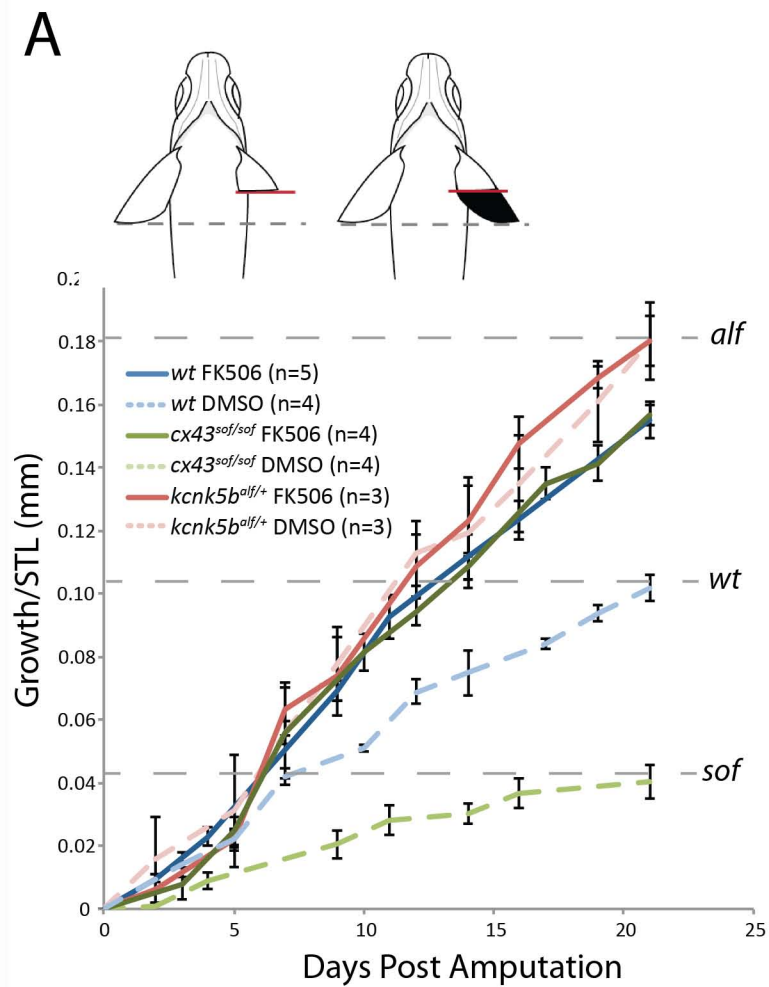 A
0.2
alf
0.18
wt FK506 (n=5)
wt DMSO (n=4)
0.16
cx43sof/sof FK506 (n=4)
cx43sof/sof DMSO (n=4)
0.14
kcnk5balf/+ FK506 (n=3)
kcnk5balf/+ DMSO (n=3)
0.12
wt
0.10
Growth/STL (mm)
0.08
0.06
sof
0.04
0.02
0
0 5 10 15 20 25
Days Post Amputation